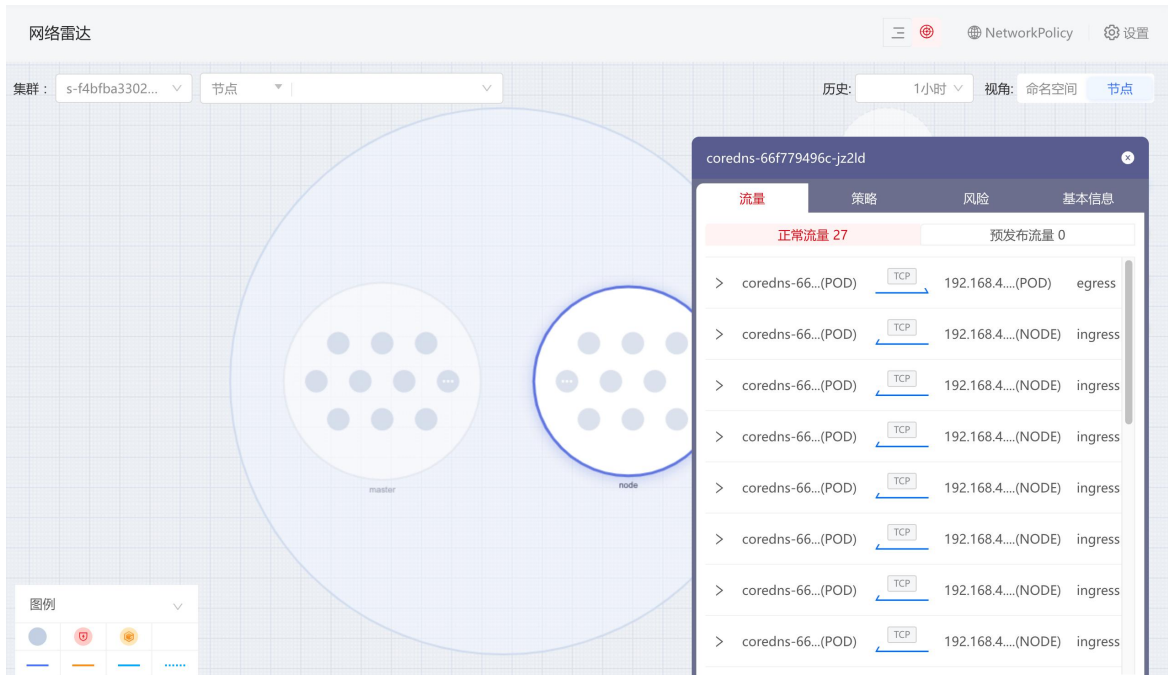 网络雷达
NetworkPolicy 设置
集群： s-f4bfba3302... 节点 历史: 1小时 视角: 命名空间 节点
coredns-66f779496c-jz2ld
流量 策略 风险 基本信息
正常流量 27 预发布流量 0
coredns-66...(POD) TCP 192.168.4....(POD) egress
coredns-66...(POD) TCP 192.168.4....(NODE) ingress
coredns-66...(POD) TCP 192.168.4....(NODE) ingress
coredns-66...(POD) TCP 192.168.4....(NODE) ingress
coredns-66...(POD) TCP 192.168.4....(NODE) ingress
coredns-66...(POD) TCP 192.168.4....(NODE) ingress
coredns-66...(POD) TCP 192.168.4....(NODE) ingress
coredns-66...(POD) TCP 192.168.4....(NODE) ingress
master
node
图例